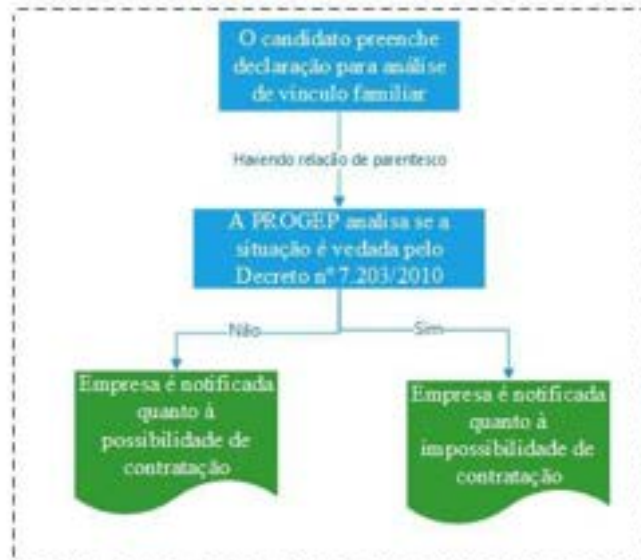 O candidato preenche
declaração para análise
de vinculo familiar
Havendo relação de parentesco
A PROGEP analisa se a
situação é vedada pelo
Decreto nº 7.203/2010
Não
Sim
Empresa é notificada
quanto à
possibilidade de
contratação
Empresa é notificada
quanto à
impossibilidade de
contratação